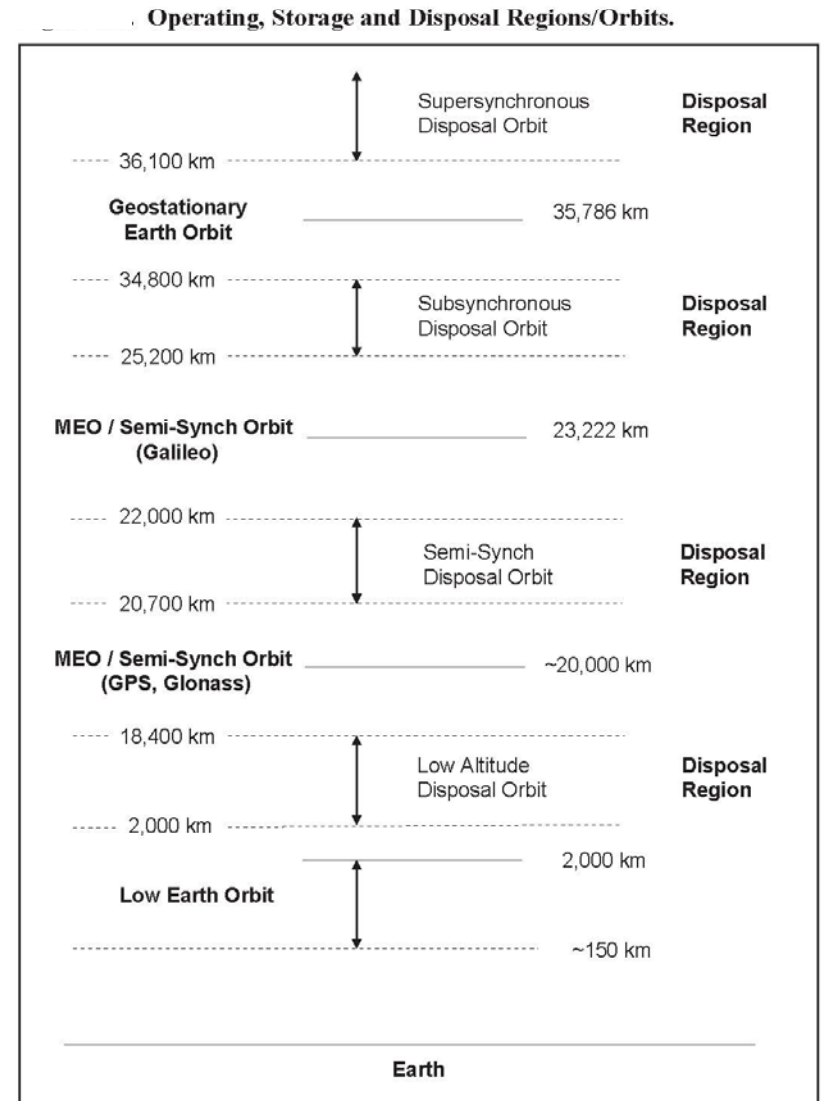 Operating, Storage and Disposal Regions/Orbits.
Supersynchronous
Disposal Orbit
Disposal
Region
36,100 km
Geostationary
Earth Orbit
35,786 km
34,800 km
Subsynchronous
Disposal Orbit
Disposal
Region
25,200 km
MEO / Semi-Synch Orbit
(Galileo)
23,222 km
22,000 km
Semi-Synch
Disposal Orbit
Disposal
Region
20,700 km
MEO / Semi-Synch Orbit
(GPS, Glonass)
~20,000 km
18,400 km
Low Altitude
Disposal Orbit
Disposal
Region
2,000 km
2,000 km
Low Earth Orbit
~150 km
Earth